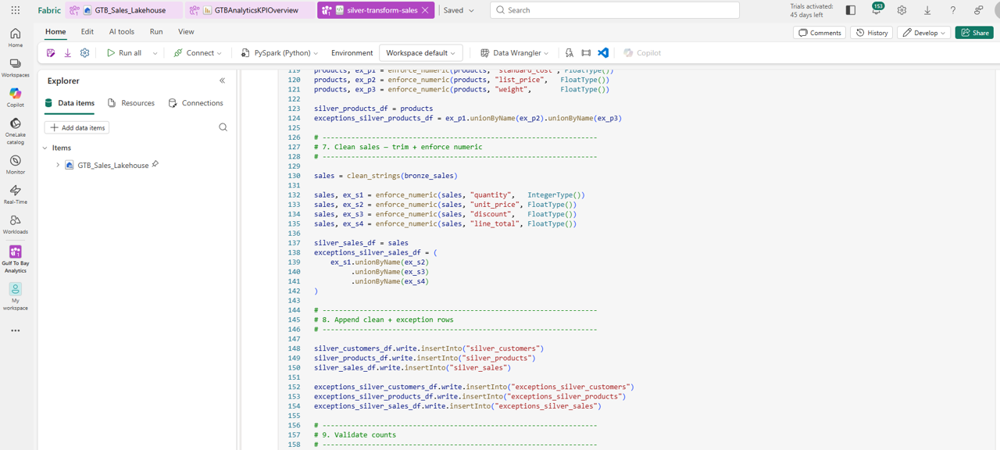 Fabric GTB_Sales_Lakehouse GTBAnalyticsKPIOverview silver-transform-sales Saved Search Trials activated: 153
45 days left
Home Edit AI tools Run View Comments History Develop Share
Run all Connect PySpark (Python) Environment Workspace default Data Wrangler Copilot
Home
Workspaces
Copilot
OneLake
catalog
Monitor
Real-Time
Workloads
Gulf To Bay
Analytics
My
workspace
Explorer
Data items Resources Connections
Add data items
Items
GTB_Sales_Lakehouse
119 products, ex_p1 = enforce_numeric(products, "standard_cost", FloatType())
120 products, ex_p2 = enforce_numeric(products, "list_price", FloatType())
121 products, ex_p3 = enforce_numeric(products, "weight", FloatType())
122
123 silver_products_df = products
124 exceptions_silver_products_df = ex_p1.unionByName(ex_p2).unionByName(ex_p3)
125
126 # -------------------------------------------------------------------
127 # 7. Clean sales — trim + enforce numeric
128 # -------------------------------------------------------------------
129
130 sales = clean_strings(bronze_sales)
131
132 sales, ex_s1 = enforce_numeric(sales, "quantity", IntegerType())
133 sales, ex_s2 = enforce_numeric(sales, "unit_price", FloatType())
134 sales, ex_s3 = enforce_numeric(sales, "discount", FloatType())
135 sales, ex_s4 = enforce_numeric(sales, "line_total", FloatType())
136
137 silver_sales_df = sales
138 exceptions_silver_sales_df = (
139 ex_s1.unionByName(ex_s2)
140 .unionByName(ex_s3)
141 .unionByName(ex_s4)
142 )
143
144 # -------------------------------------------------------------------
145 # 8. Append clean + exception rows
146 # -------------------------------------------------------------------
147
148 silver_customers_df.write.insertInto("silver_customers")
149 silver_products_df.write.insertInto("silver_products")
150 silver_sales_df.write.insertInto("silver_sales")
151
152 exceptions_silver_customers_df.write.insertInto("exceptions_silver_customers")
153 exceptions_silver_products_df.write.insertInto("exceptions_silver_products")
154 exceptions_silver_sales_df.write.insertInto("exceptions_silver_sales")
155
156 # -------------------------------------------------------------------
157 # 9. Validate counts
158 # -------------------------------------------------------------------